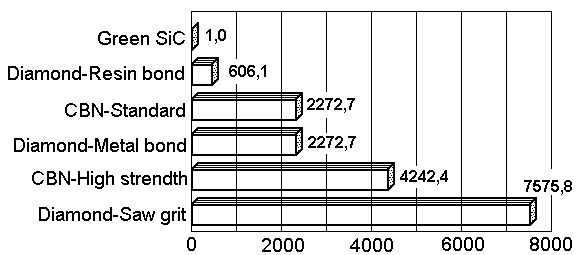 Green SiC 1,0
Diamond-Resin bond 606,1
CBN-Standard 2272,7
Diamond-Metal bond 2272,7
CBN-High strendth 4242,4
Diamond-Saw grit 7575,8
0 2000 4000 6000 8000